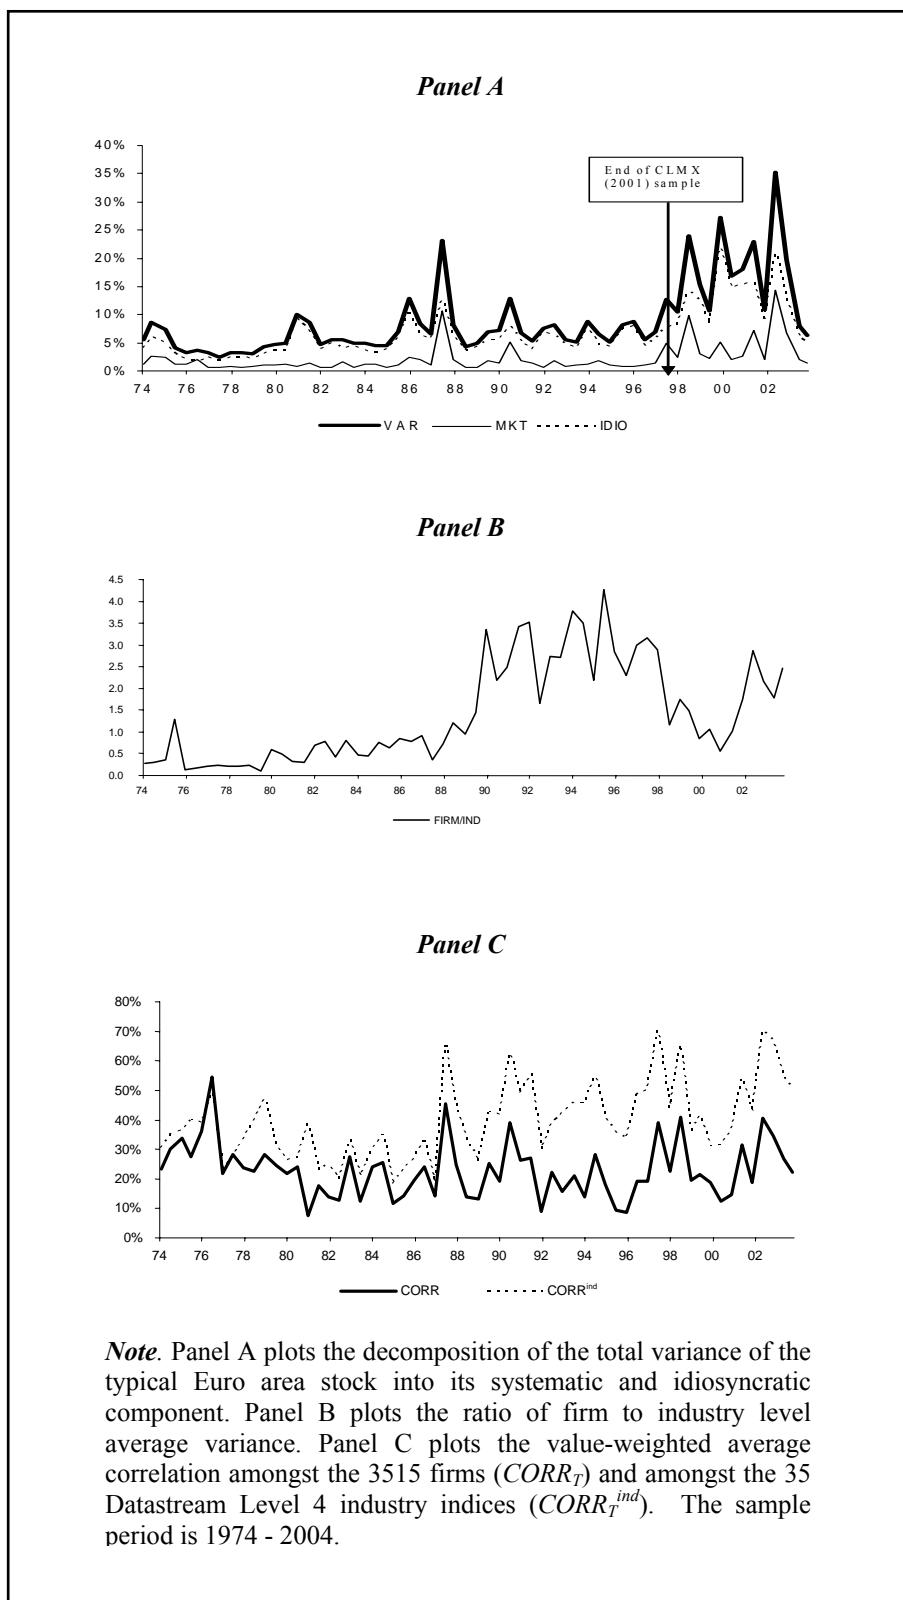 Panel A
40%
35%
30%
25%
20%
15%
10%
5%
0%
End of CLMX
(2001) sample
74 76 78 80 82 84 86 88 90 92 94 96 98 00 02
VAR MKT IDIO
Panel B
4.5
4.0
3.5
3.0
2.5
2.0
1.5
1.0
0.5
0.0
74 76 78 80 82 84 86 88 90 92 94 96 98 00 02
FIRM/IND
Panel C
80%
70%
60%
50%
40%
30%
20%
10%
0%
74 76 78 80 82 84 86 88 90 92 94 96 98 00 02
CORR CORR^ind
Note. Panel A plots the decomposition of the total variance of the
typical Euro area stock into its systematic and idiosyncratic
component. Panel B plots the ratio of firm to industry level
average variance. Panel C plots the value-weighted average
correlation amongst the 3515 firms (CORR_T) and amongst the 35
Datastream Level 4 industry indices (CORR_T^ind). The sample
period is 1974 - 2004.